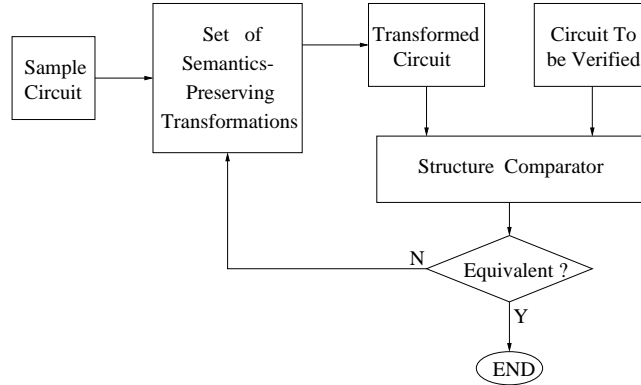 Sample
Circuit
Set of
Semantics-
Preserving
Transformations
Transformed
Circuit
Circuit To
be Verified
Structure Comparator
Equivalent ?
N
Y
END